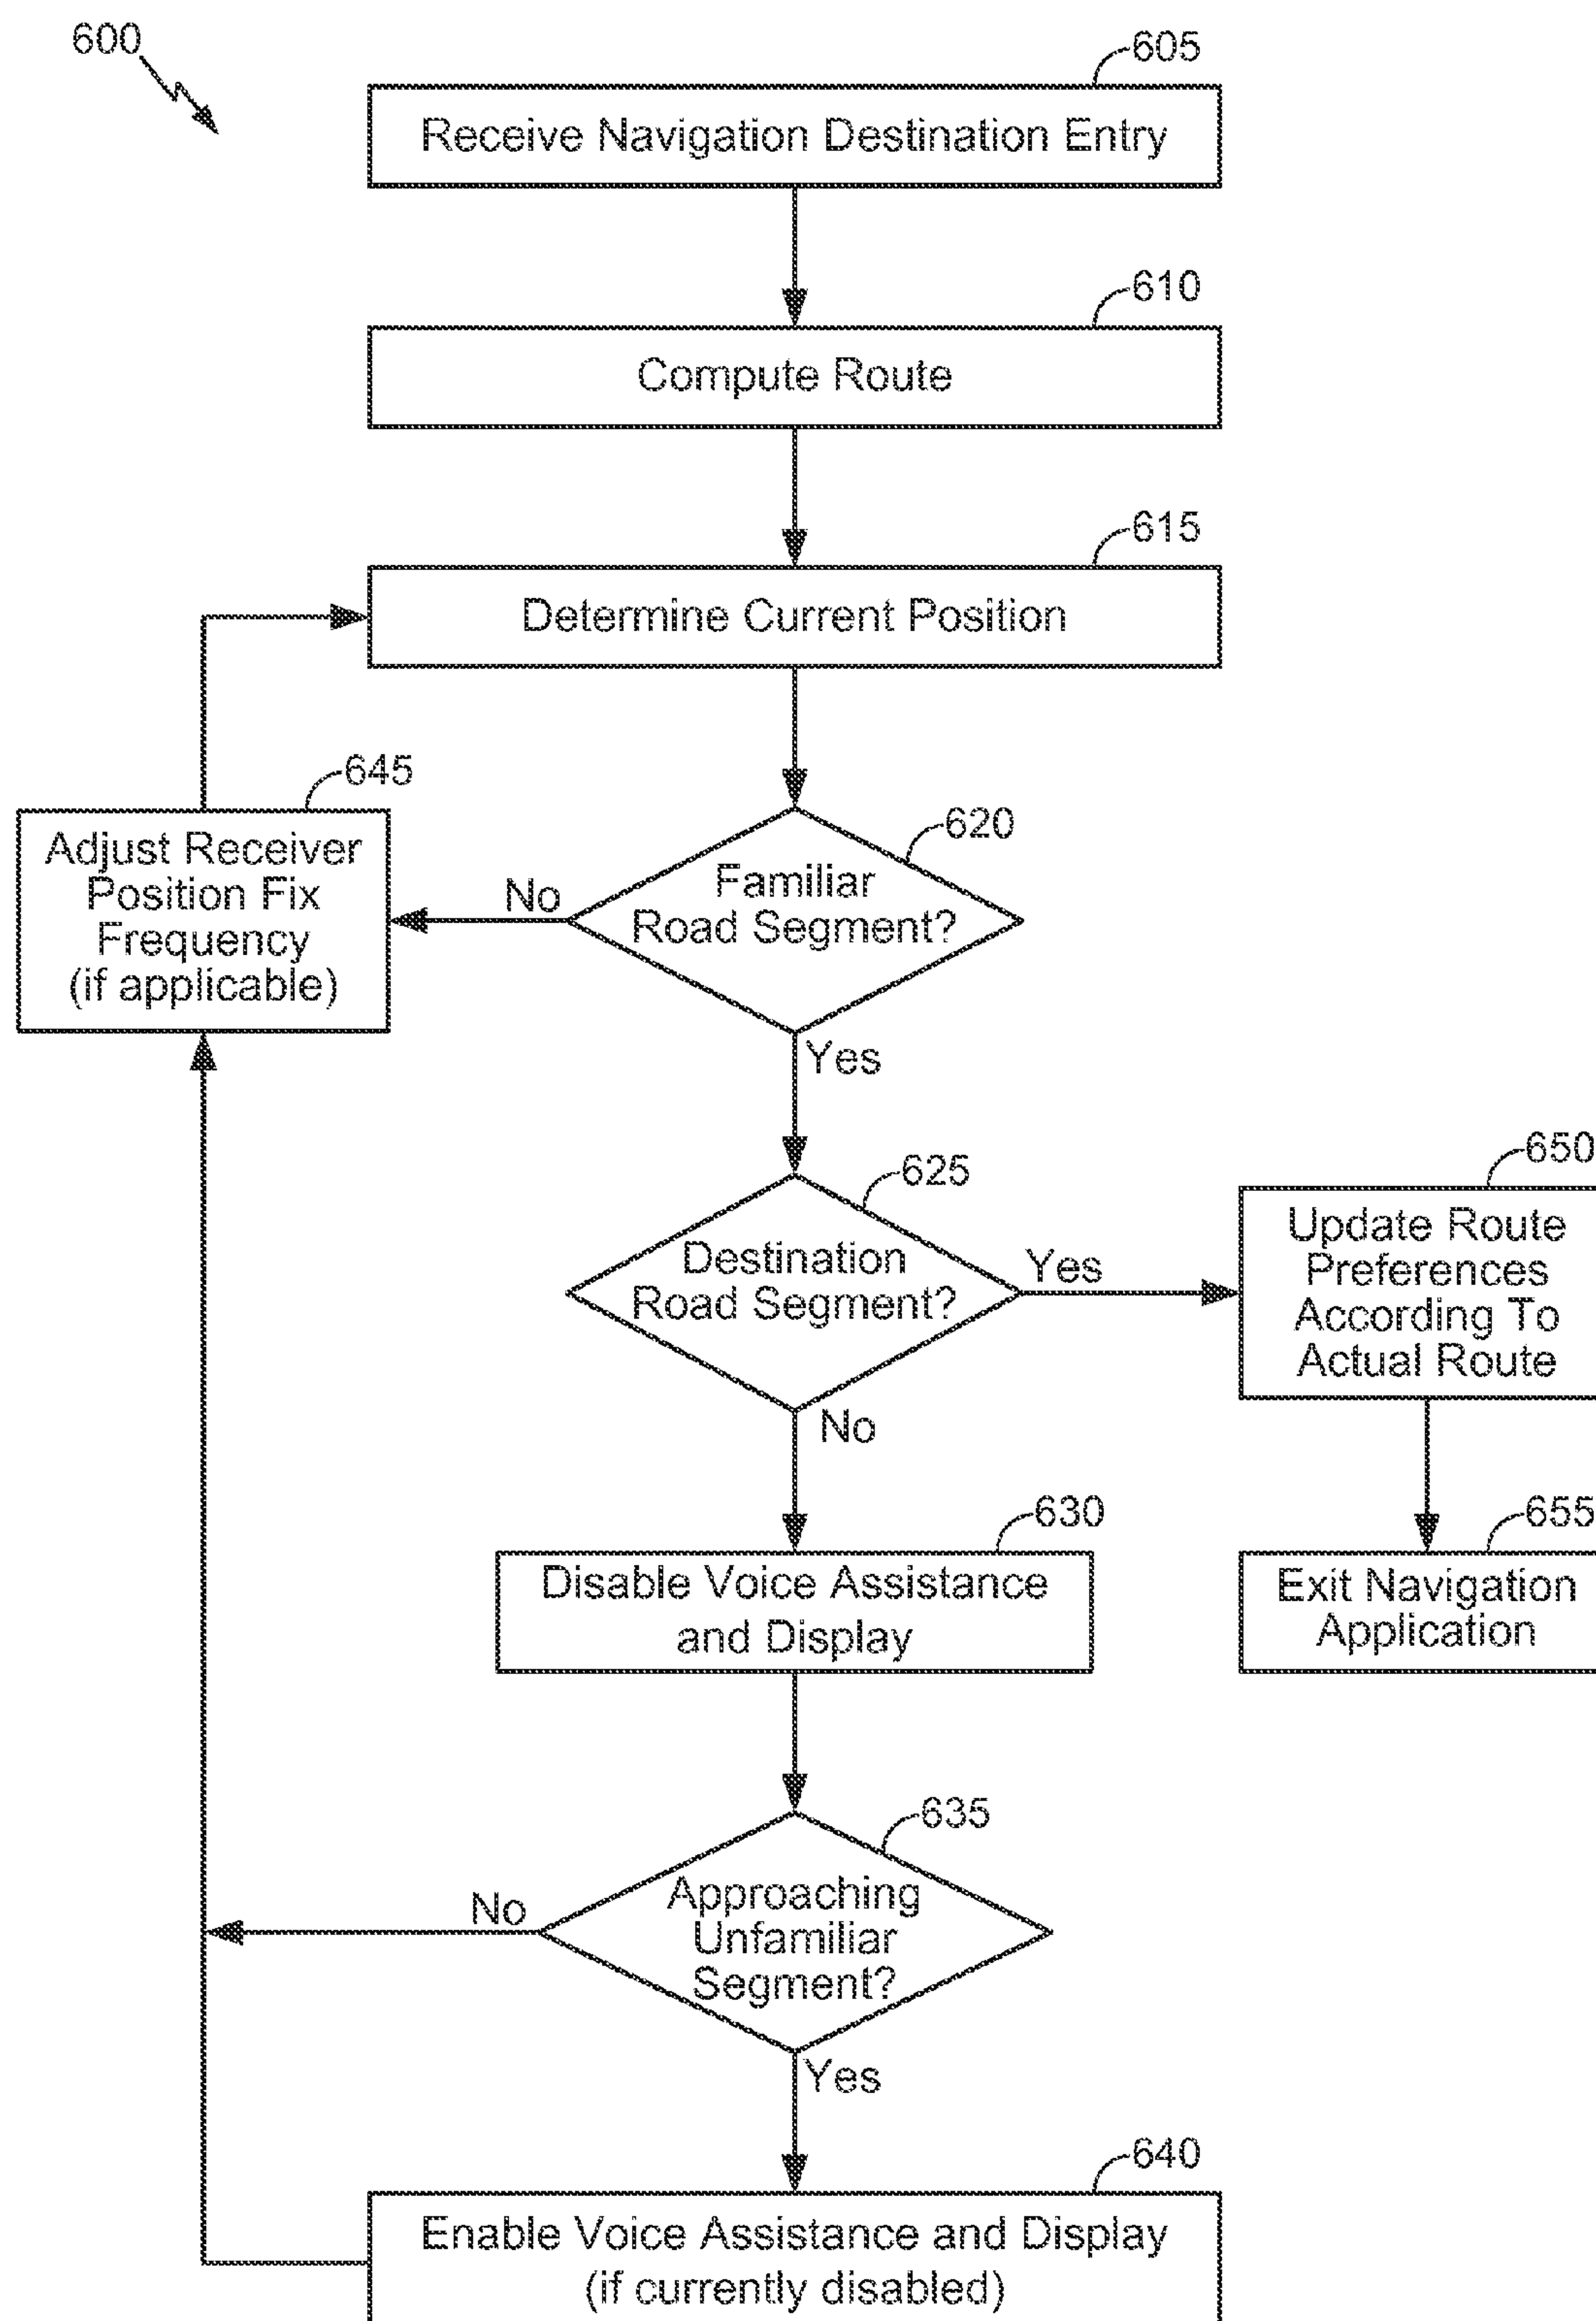 600
605
Receive Navigation Destination Entry
610
Compute Route
615
Determine Current Position
645
Adjust Receiver
Position Fix
Frequency
(if applicable)
620
Familiar
Road Segment?
No
Yes
625
Destination
Road Segment?
Yes
No
650
Update Route
Preferences
According To
Actual Route
630
Disable Voice Assistance
and Display
655
Exit Navigation
Application
635
Approaching
Unfamiliar
Segment?
No
Yes
640
Enable Voice Assistance and Display
(if currently disabled)